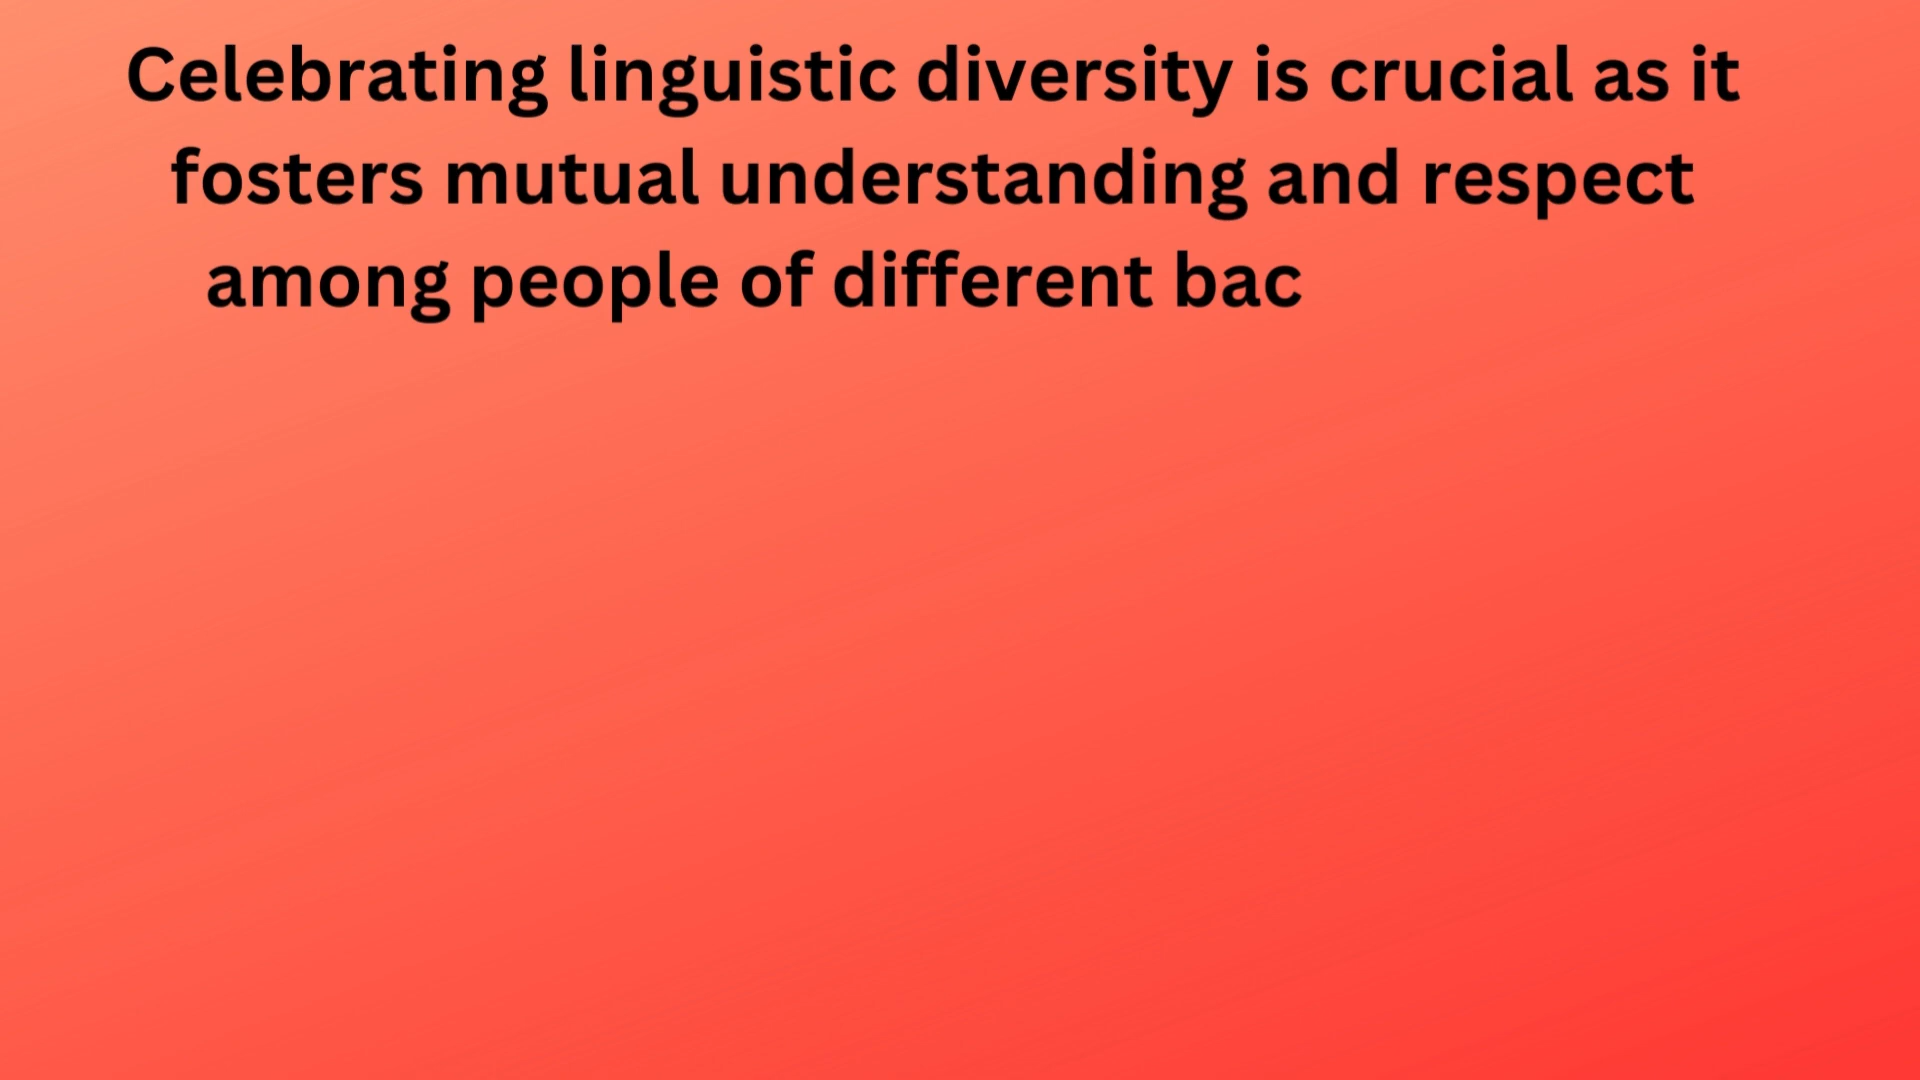 Celebrating linguistic diversity is crucial as it
fosters mutual understanding and respect
among people of different bac